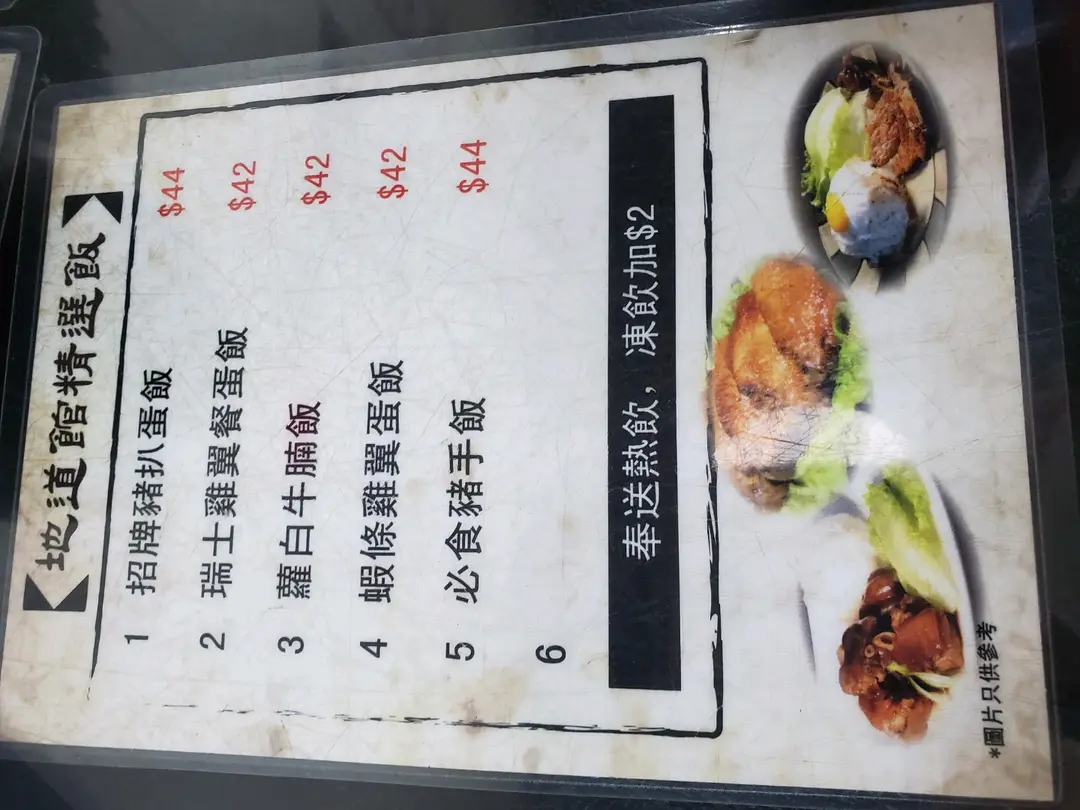 【地道館精選飯】
1 招牌豬扒蛋飯 $44
2 瑞士雞翼餐蛋飯 $42
3 蘿白牛腩飯 $42
4 蝦條雞翼蛋飯 $42
5 必食豬手飯 $44
6
奉送熱飲，凍飲加$2
*圖片只供參考